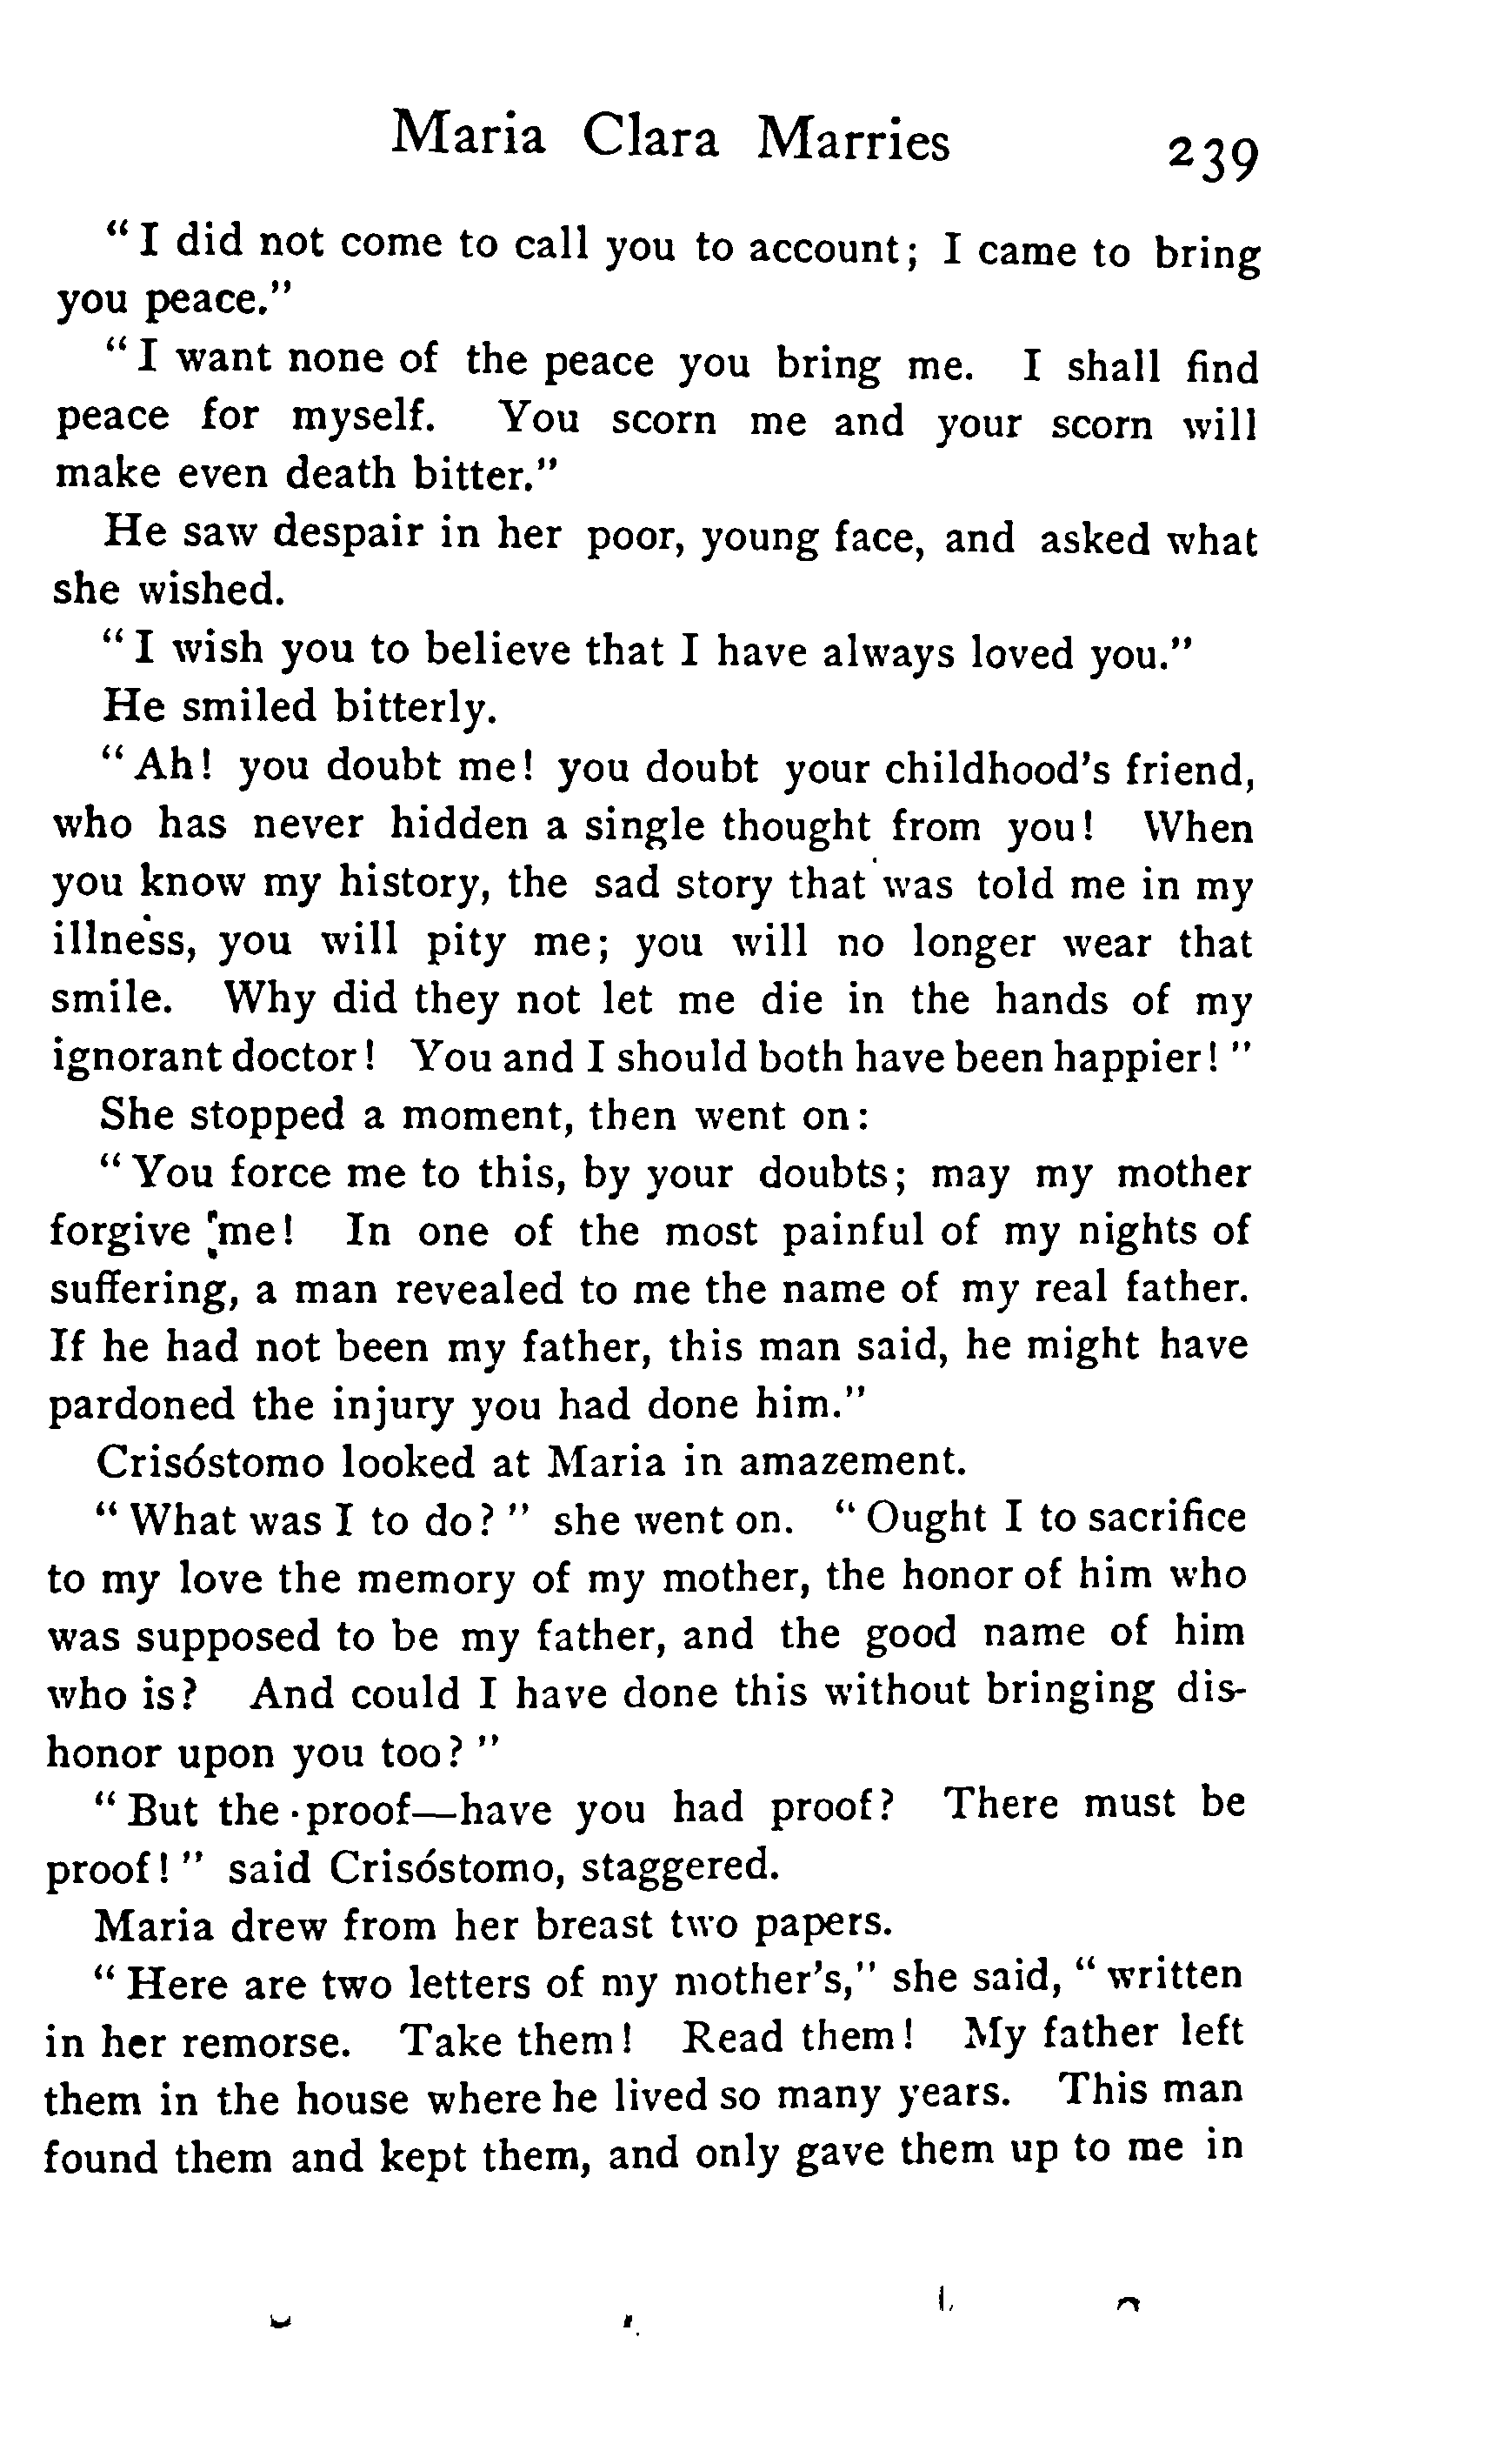 Maria Clara Marries 239
" I did not come to call you to account; I came to bring
you peace."
" I want none of the peace you bring me. I shall find
peace for myself. You scorn me and your scorn will
make even death bitter."
He saw despair in her poor, young face, and asked what
she wished.
" I wish you to believe that I have always loved you."
He smiled bitterly.
" Ah! you doubt me! you doubt your childhood's friend,
who has never hidden a single thought from you! When
you know my history, the sad story that was told me in my
illness, you will pity me; you will no longer wear that
smile. Why did they not let me die in the hands of my
ignorant doctor! You and I should both have been happier! "
She stopped a moment, then went on:
" You force me to this, by your doubts; may my mother
forgive me! In one of the most painful of my nights of
suffering, a man revealed to me the name of my real father.
If he had not been my father, this man said, he might have
pardoned the injury you had done him."
Crisóstomo looked at Maria in amazement.
" What was I to do? " she went on. " Ought I to sacrifice
to my love the memory of my mother, the honor of him who
was supposed to be my father, and the good name of him
who is? And could I have done this without bringing dis-
honor upon you too? "
" But the proof—have you had proof? There must be
proof! " said Crisóstomo, staggered.
Maria drew from her breast two papers.
" Here are two letters of my mother's," she said, " written
in her remorse. Take them! Read them! My father left
them in the house where he lived so many years. This man
found them and kept them, and only gave them up to me in